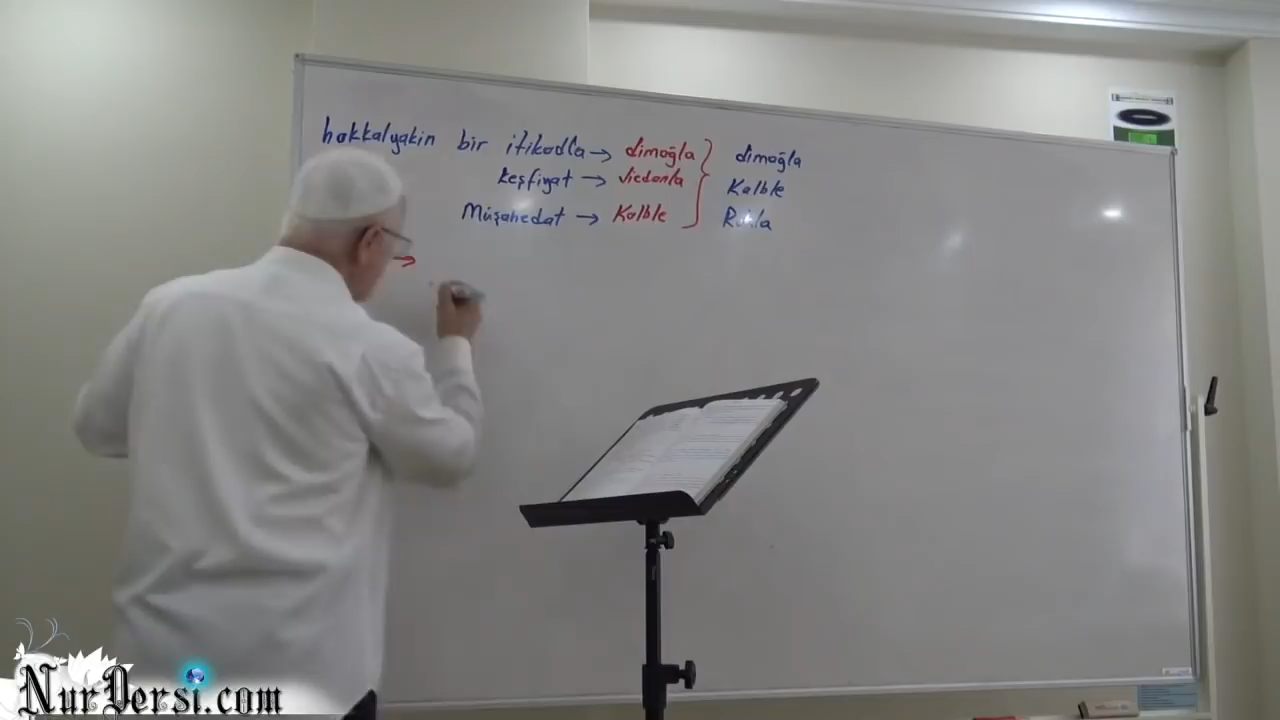 hakkalyakin bir itikadla → dimağla } dimağla
keşfiyat → vicdanla Kalble
Müşahedat → Kalble Ruhla
NurDersi.com